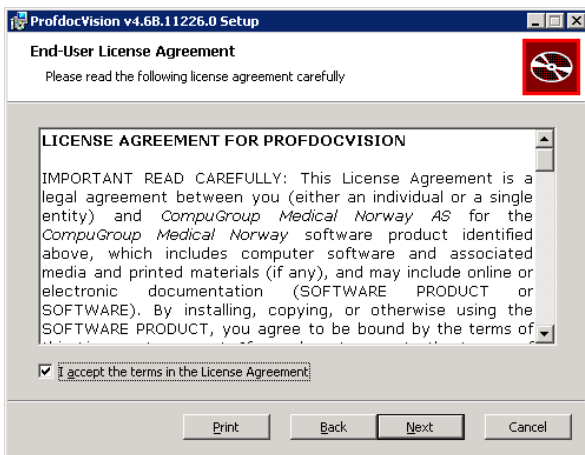 ProfdocVision v4.6B.11226.0 Setup
End-User License Agreement
Please read the following license agreement carefully
LICENSE AGREEMENT FOR PROFDOCVISION
IMPORTANT READ CAREFULLY: This License Agreement is a
legal agreement between you (either an individual or a single
entity) and CompuGroup Medical Norway AS for the
CompuGroup Medical Norway software product identified
above, which includes computer software and associated
media and printed materials (if any), and may include online or
electronic documentation (SOFTWARE PRODUCT or
SOFTWARE). By installing, copying, or otherwise using the
SOFTWARE PRODUCT, you agree to be bound by the terms of
I accept the terms in the License Agreement
Print Back Next Cancel